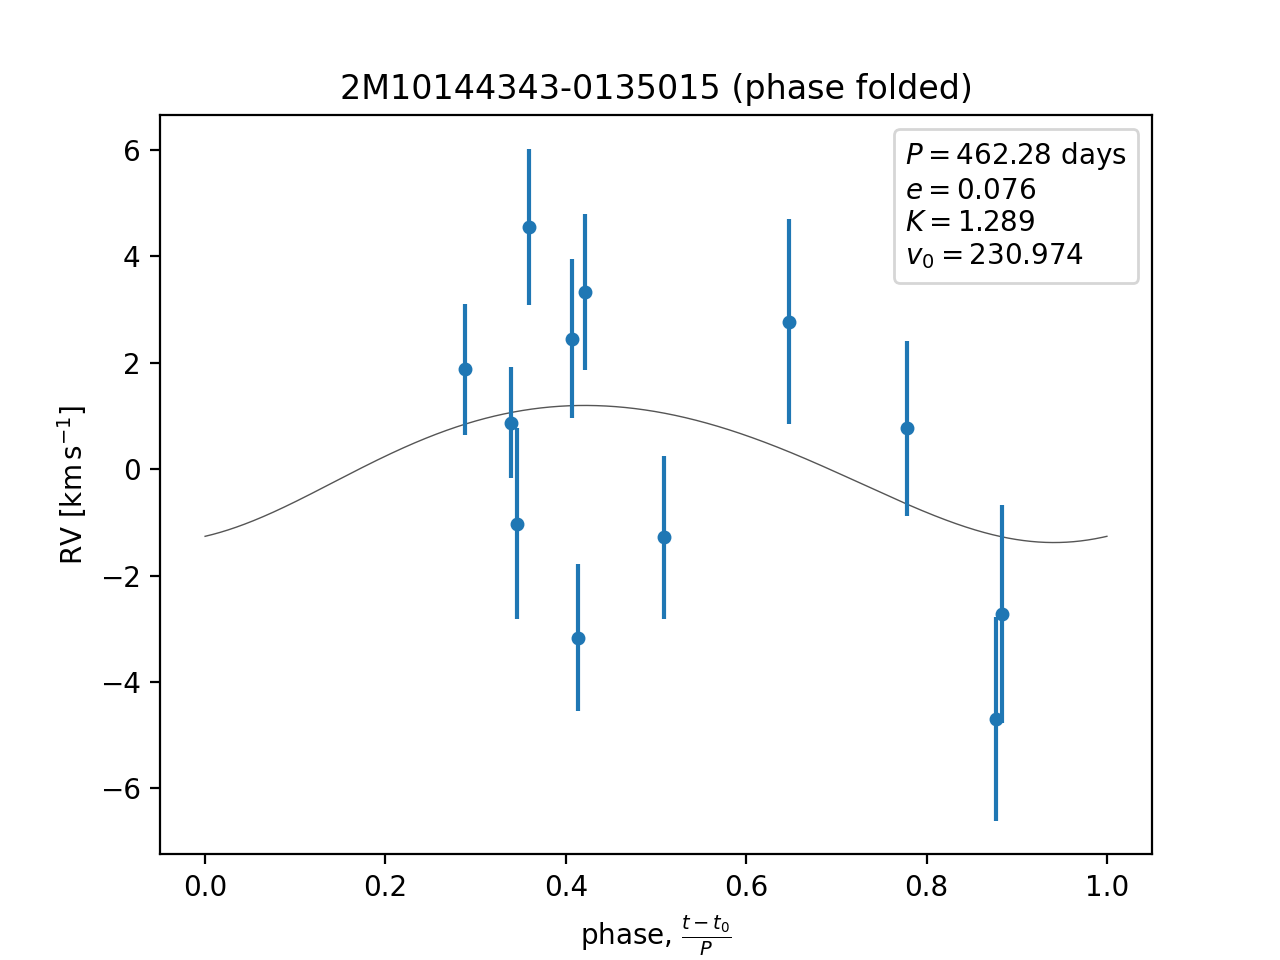 2M10144343-0135015 (phase folded)
P = 462.28 days
e = 0.076
K = 1.289
v₀ = 230.974
6
4
2
0
−2
−4
−6
RV [km s⁻¹]
0.0 0.2 0.4 0.6 0.8 1.0
phase, (t − t₀)/P